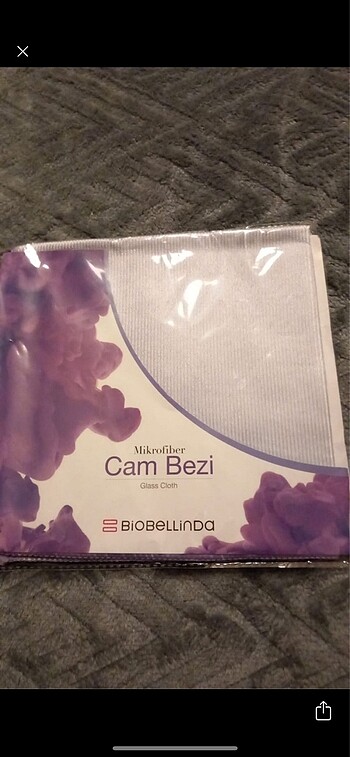 Mikrofiber
Cam Bezi
Glass Cloth
BIOBELLINDA